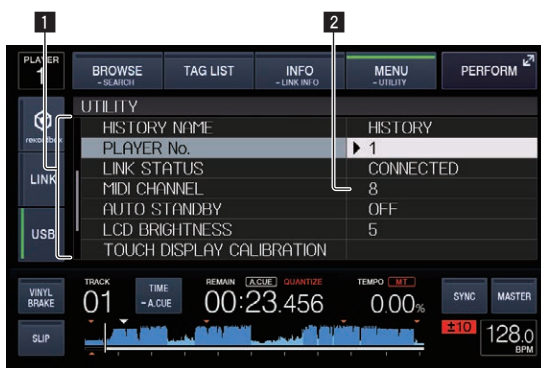 1 2
PLAYER
1
BROWSE
- SEARCH
TAG LIST
INFO
- LINK INFO
MENU
- UTILITY
PERFORM
rekordbox
LINK
USB
UTILITY
HISTORY NAME HISTORY
PLAYER No. 1
LINK STATUS CONNECTED
MIDI CHANNEL 8
AUTO STANDBY OFF
LCD BRIGHTNESS 5
TOUCH DISPLAY CALIBRATION
VINYL
BRAKE
SLIP
TRACK
01
TIME
- A.CUE
REMAIN A.CUE QUANTIZE
00:23.456
TEMPO MT
0.00%
SYNC
MASTER
±10
128.0
BPM